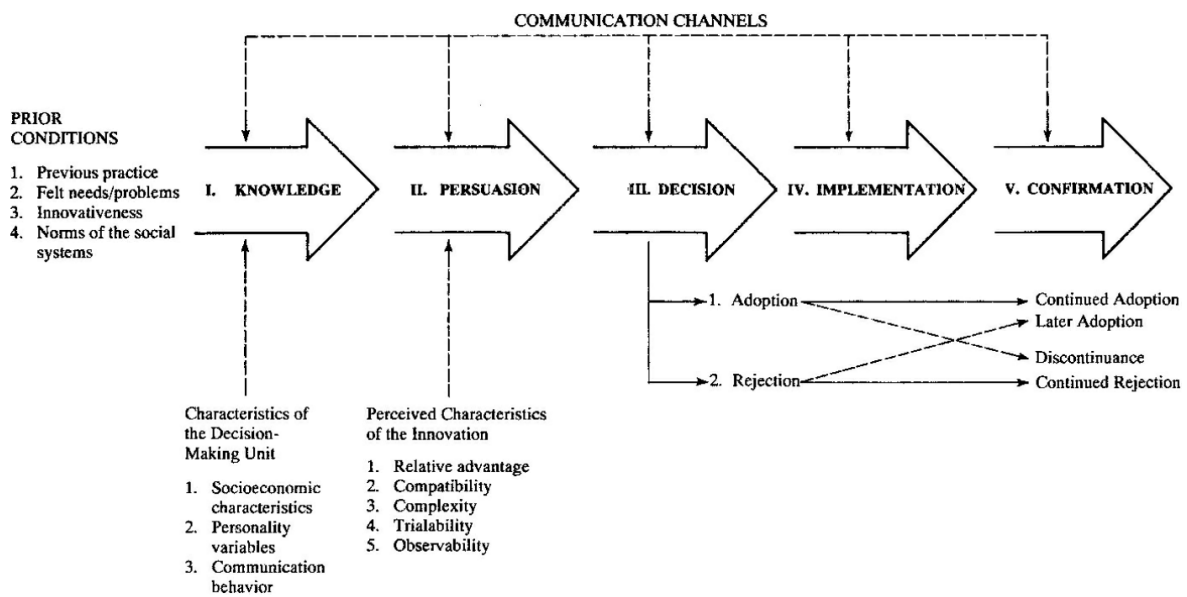 COMMUNICATION CHANNELS
PRIOR
CONDITIONS
1. Previous practice
2. Felt needs/problems
3. Innovativeness
4. Norms of the social
systems
I. KNOWLEDGE
II. PERSUASION
III. DECISION
IV. IMPLEMENTATION
V. CONFIRMATION
1. Adoption
2. Rejection
Continued Adoption
Later Adoption
Discontinuance
Continued Rejection
Characteristics of
the Decision-
Making Unit
1. Socioeconomic
characteristics
2. Personality
variables
3. Communication
behavior
Perceived Characteristics
of the Innovation
1. Relative advantage
2. Compatibility
3. Complexity
4. Trialability
5. Observability